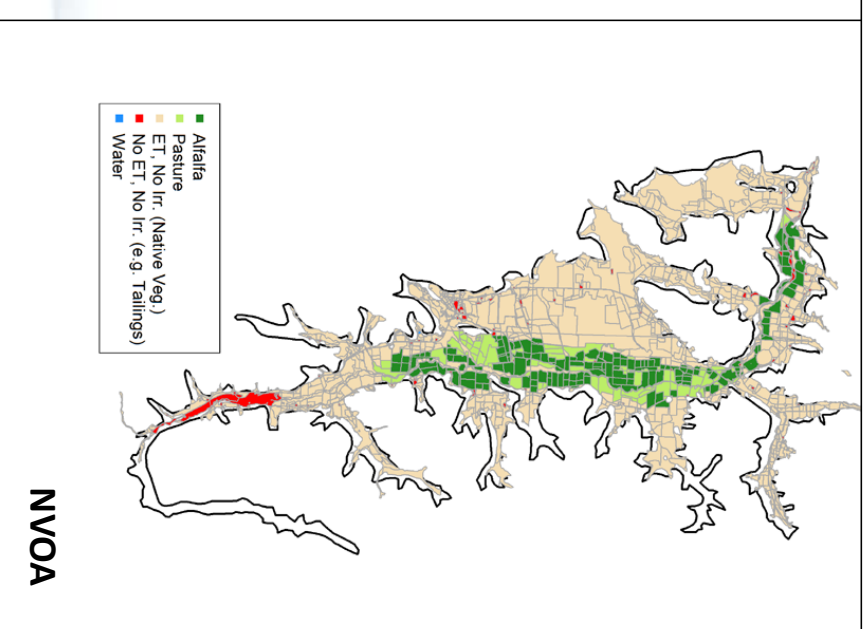 Alfalfa
Pasture
ET, No Irr. (Native Veg.)
No ET, No Irr. (e.g. Tailings)
Water
NVOA